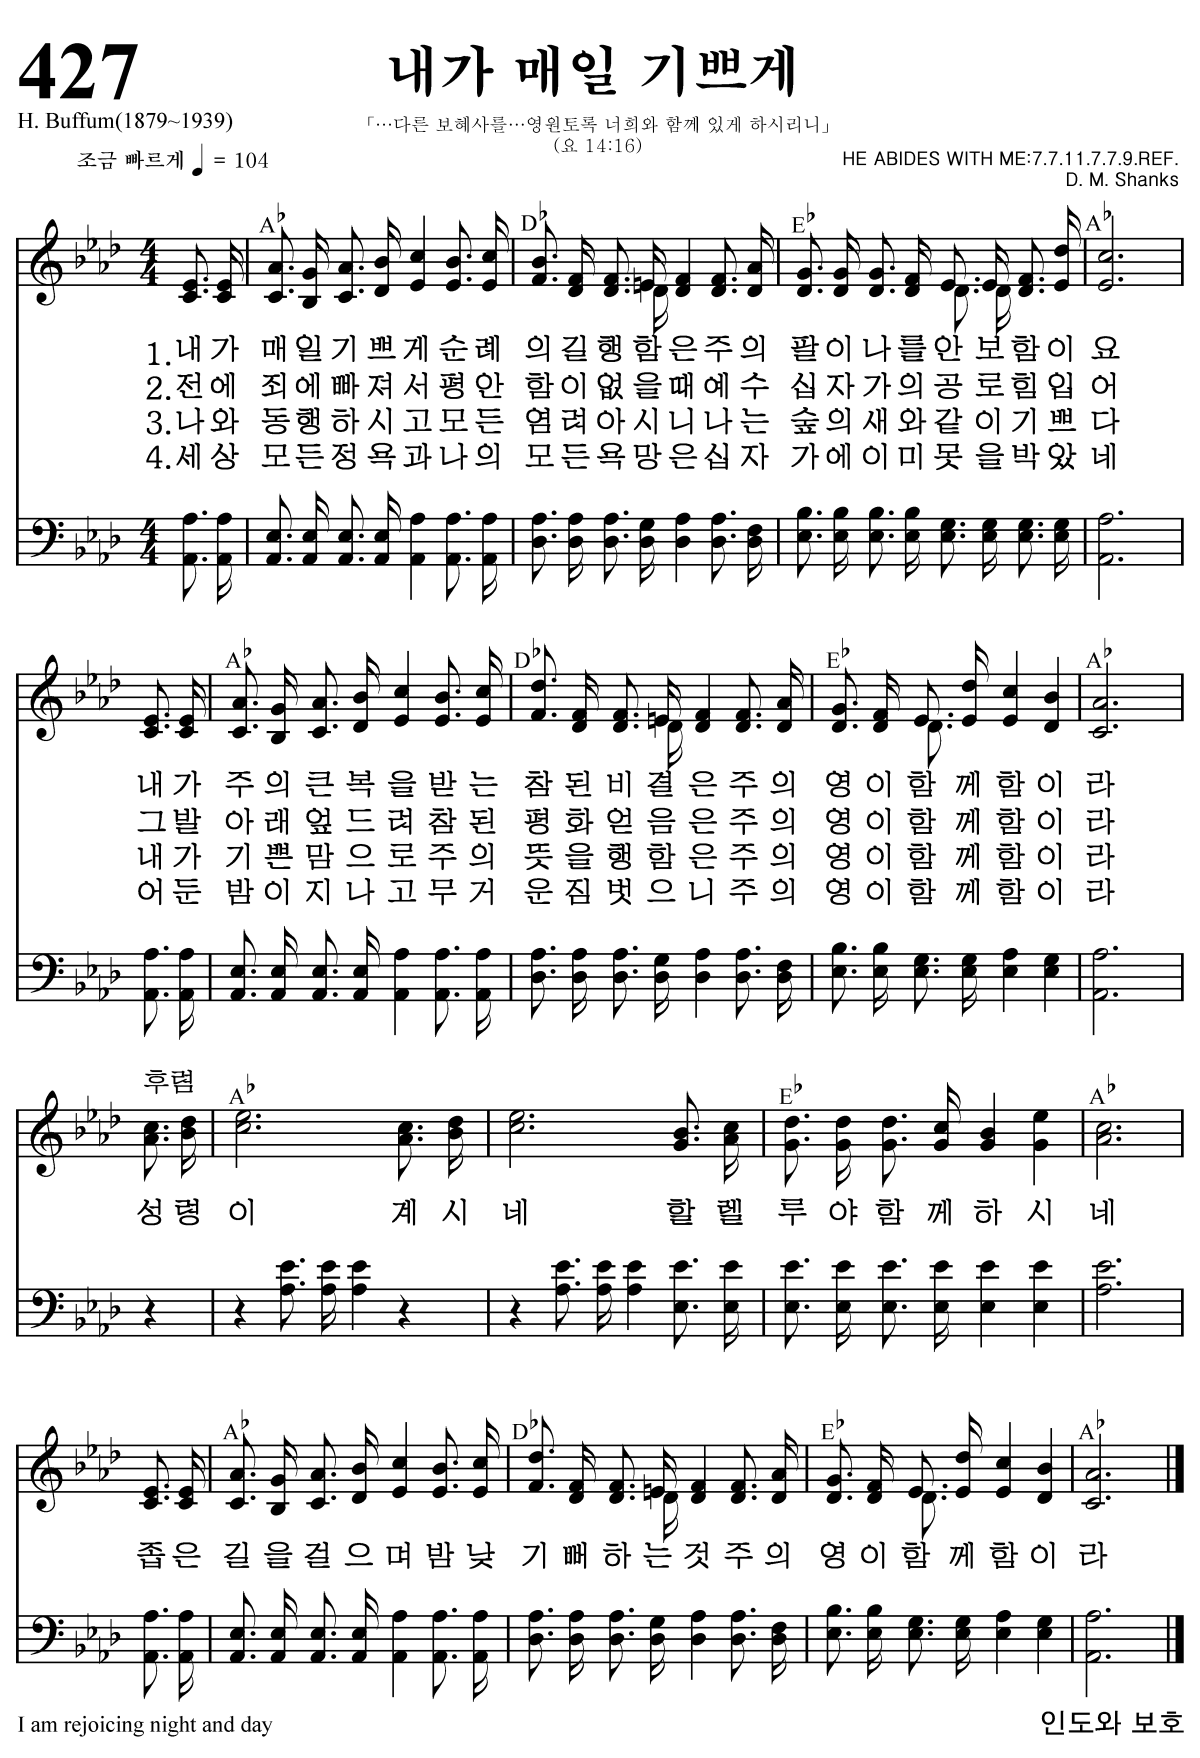 427
내가 매일 기쁘게
H. Buffum(1879~1939)
「…다른 보혜사를…영원토록 너희와 함께 있게 하시리니」
(요 14:16)
조금 빠르게 ♩ = 104
HE ABIDES WITH ME:7.7.11.7.7.9.REF.
D. M. Shanks
A♭ D♭ E♭ A♭
1.내가 매일기쁘게순례 의길행함은주의 팔이나를안보함이 요
2.전에 죄에빠져서평안 함이없을때예수 십자가의공로힘입 어
3.나와 동행하시고모든 염려아시니나는 숲의새와같이기쁘 다
4.세상 모든정욕과나의 모든욕망은십자 가에이미못을박았 네
A♭ D♭ E♭ A♭
내가 주의큰복을받는 참된비결은주의 영이함께함이 라
그발 아래엎드려참된 평화얻음은주의 영이함께함이 라
내가 기쁜맘으로주의 뜻을행함은주의 영이함께함이 라
어둔 밤이지나고무거 운짐벗으니주의 영이함께함이 라
후렴
A♭ E♭ A♭
성령 이 계시 네 할렐 루야함께하시 네
A♭ D♭ E♭ A♭
좁은 길을걸으며밤낮 기뻐하는것주의 영이함께함이 라
I am rejoicing night and day
인도와 보호